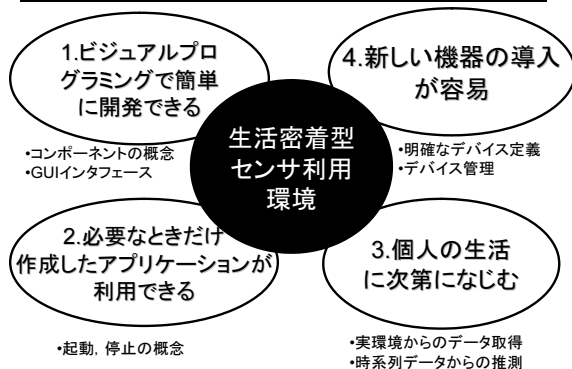 1.ビジュアルプロ
グラミングで簡単
に開発できる
•コンポーネントの概念
•GUIインタフェース
4.新しい機器の導入
が容易
•明確なデバイス定義
•デバイス管理
生活密着型
センサ利用
環境
2.必要なときだけ
作成したアプリケーションが
利用できる
•起動, 停止の概念
3.個人の生活
に次第になじむ
•実環境からのデータ取得
•時系列データからの推測